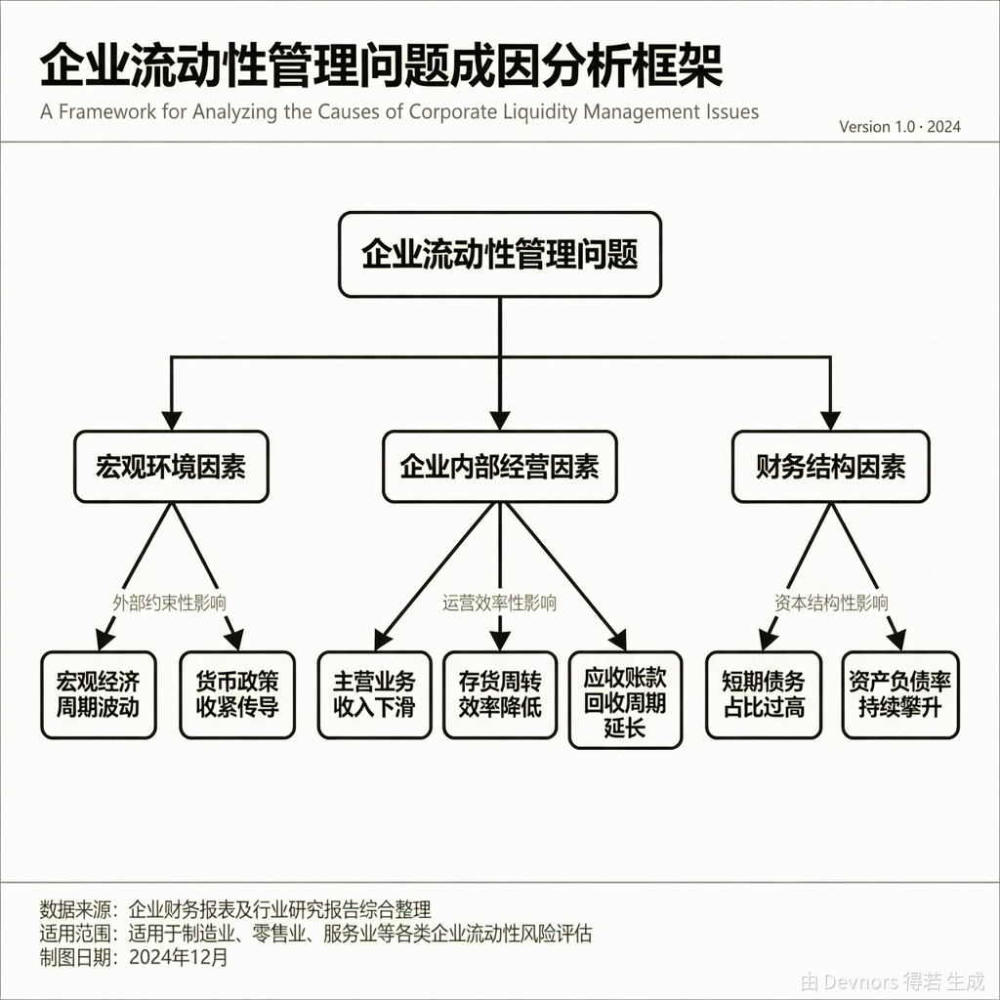 企业流动性管理问题成因分析框架
A Framework for Analyzing the Causes of Corporate Liquidity Management Issues
Version 1.0 · 2024
企业流动性管理问题
宏观环境因素
企业内部经营因素
财务结构因素
外部约束性影响
运营效率性影响
资本结构性影响
宏观经济
周期波动
货币政策
收紧传导
主营业务
收入下滑
存货周转
效率降低
应收账款
回收周期
延长
短期债务
占比过高
资产负债率
持续攀升
数据来源：企业财务报表及行业研究报告综合整理
适用范围：适用于制造业、零售业、服务业等各类企业流动性风险评估
制图日期：2024年12月
由 Devnors 得若 生成